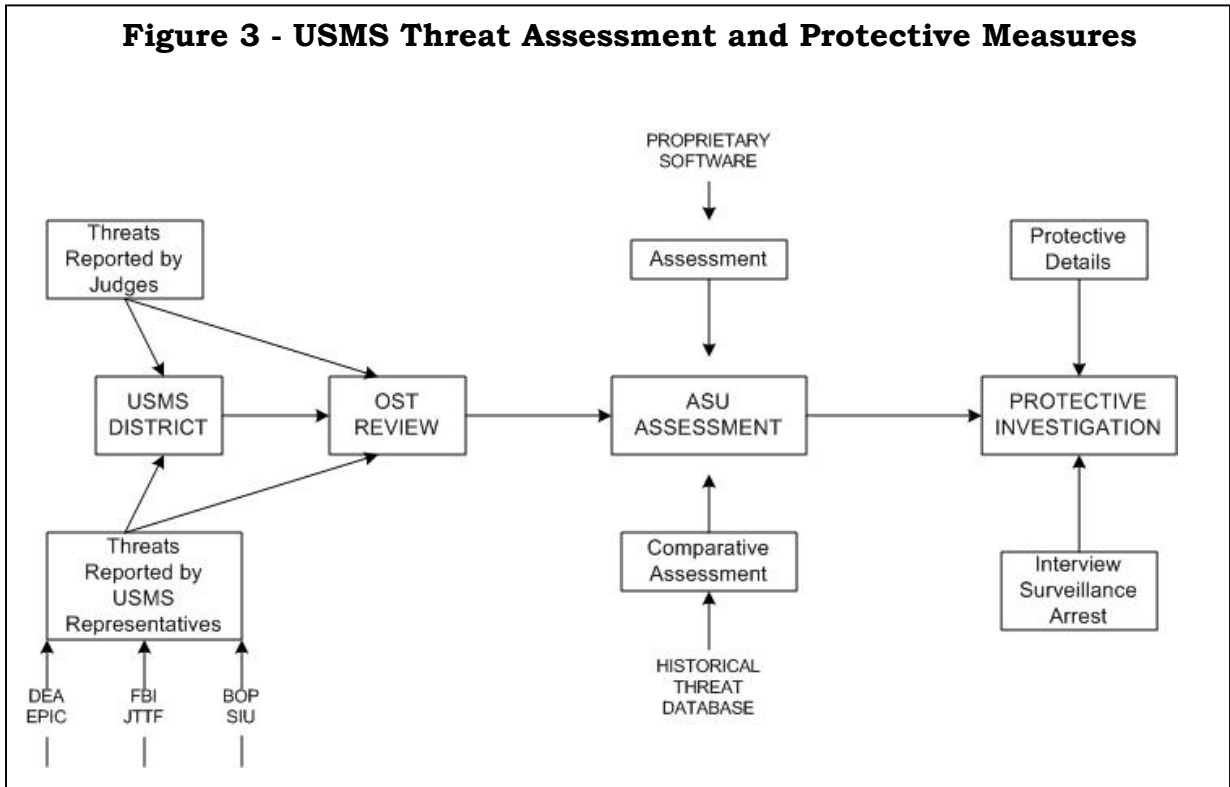 Figure 3 - USMS Threat Assessment and Protective Measures
PROPRIETARY
SOFTWARE
Threats
Reported by
Judges
Assessment
Protective
Details
USMS
DISTRICT
OST
REVIEW
ASU
ASSESSMENT
PROTECTIVE
INVESTIGATION
Threats
Reported by
USMS
Representatives
Comparative
Assessment
Interview
Surveillance
Arrest
DEA
EPIC
FBI
JTTF
BOP
SIU
HISTORICAL
THREAT
DATABASE